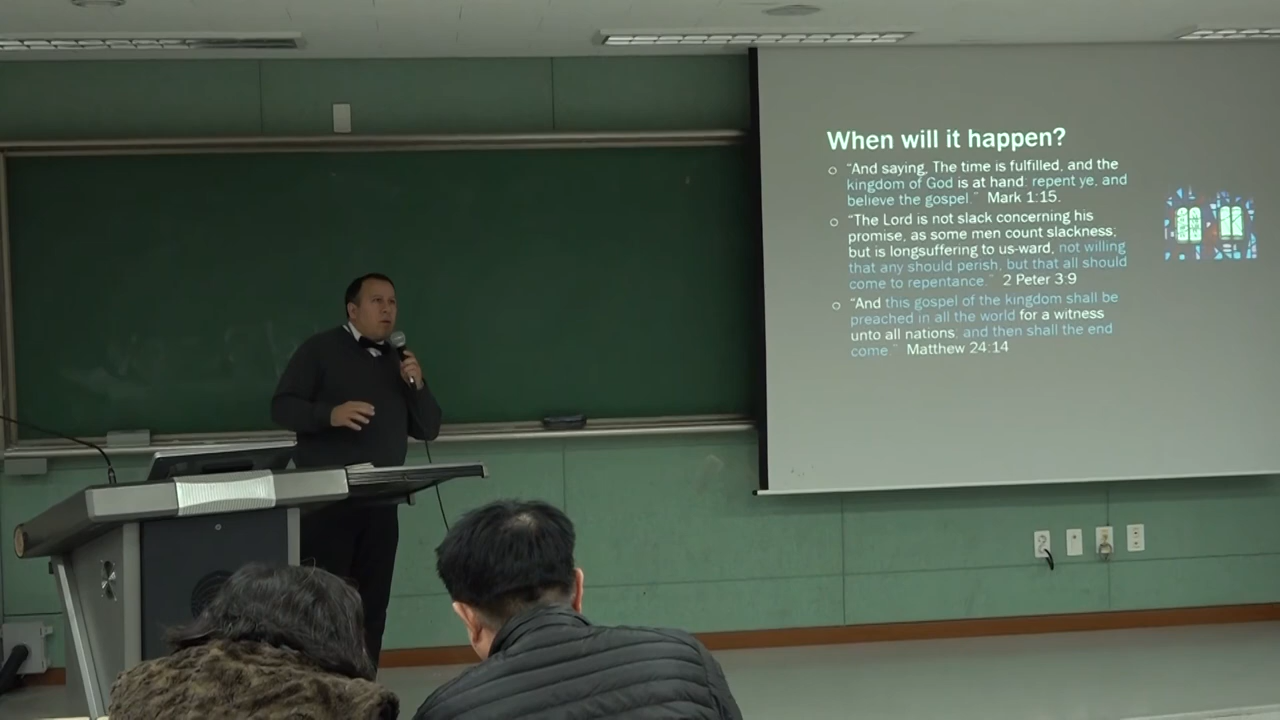 When will it happen?
"And saying, The time is fulfilled, and the
kingdom of God is at hand: repent ye, and
believe the gospel." Mark 1:15.
"The Lord is not slack concerning his
promise, as some men count slackness;
but is longsuffering to us-ward, not willing
that any should perish, but that all should
come to repentance." 2 Peter 3:9
"And this gospel of the kingdom shall be
preached in all the world for a witness
unto all nations; and then shall the end
come." Matthew 24:14